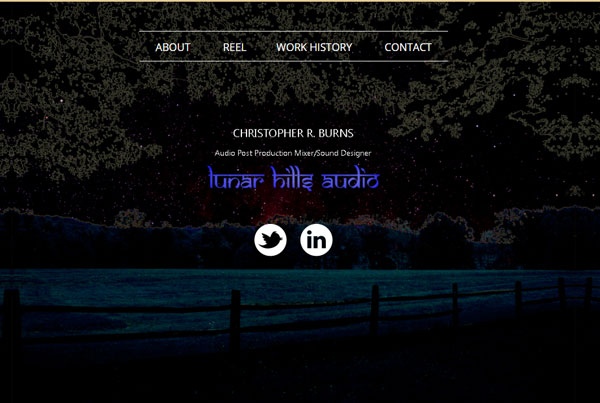 ABOUT REEL WORK HISTORY CONTACT
CHRISTOPHER R. BURNS
Audio Post Production Mixer/Sound Designer
LUNAR HILLS AUDIO
in